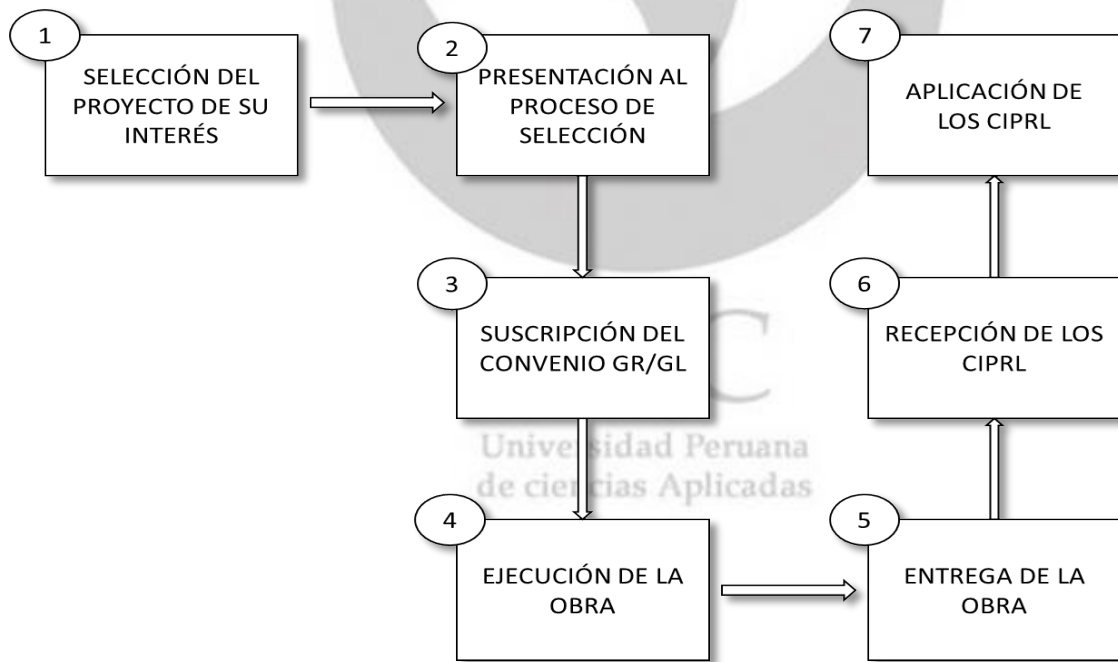 1
SELECCIÓN DEL
PROYECTO DE SU
INTERÉS
2
PRESENTACIÓN AL
PROCESO DE
SELECCIÓN
3
SUSCRIPCIÓN DEL
CONVENIO GR/GL
4
EJECUCIÓN DE LA
OBRA
5
ENTREGA DE LA
OBRA
6
RECEPCIÓN DE LOS
CIPRL
7
APLICACIÓN DE
LOS CIPRL
C
Universidad Peruana
de ciencias Aplicadas